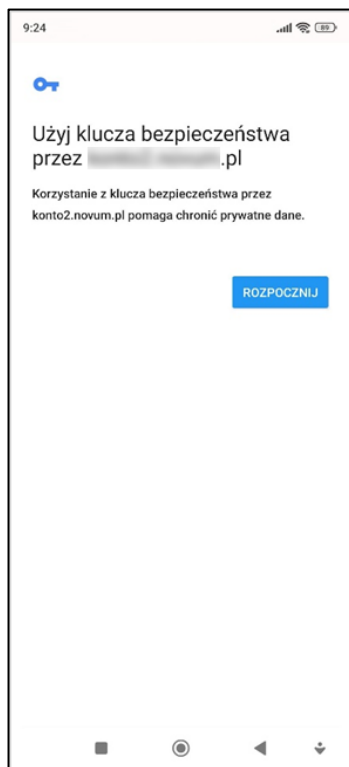 9:24
89
Użyj klucza bezpieczeństwa
przez .pl
Korzystanie z klucza bezpieczeństwa przez
konto2.novum.pl pomaga chronić prywatne dane.
ROZPOCZNIJ